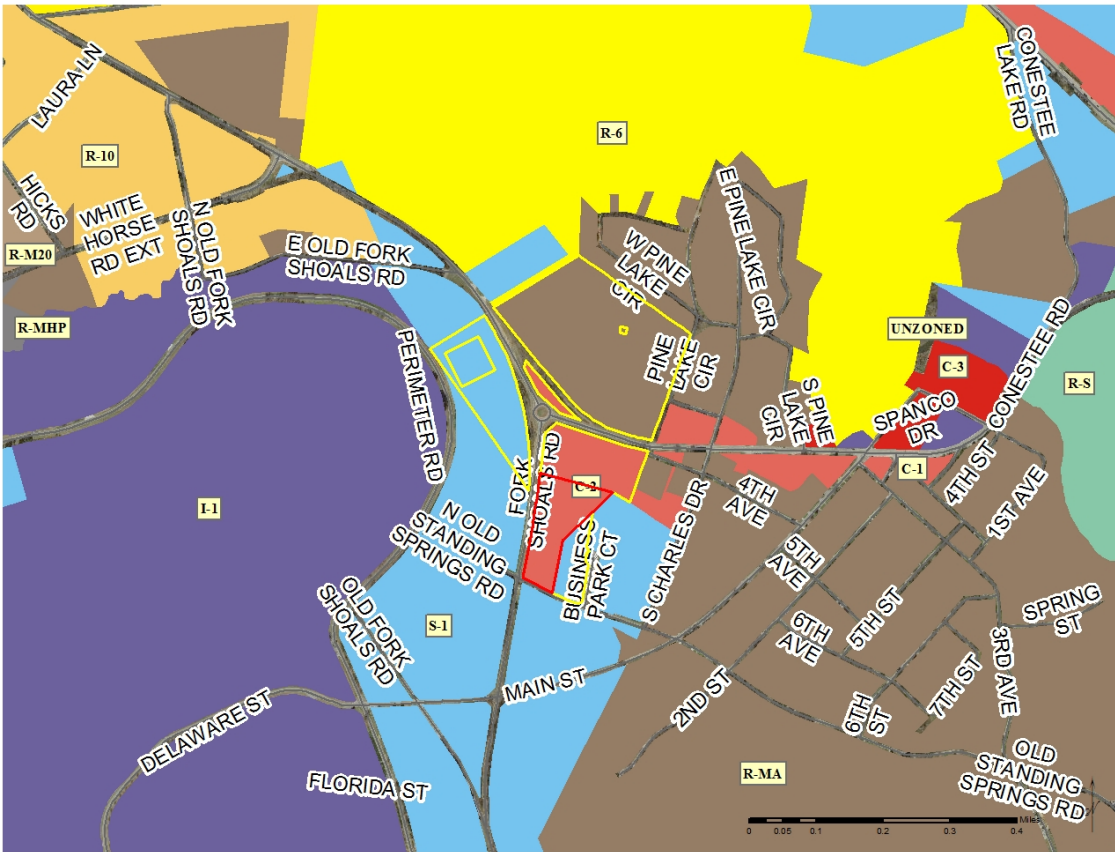 CONESTEE
LAKE RD
LAURA LN
R-6
R-10
HICKS
RD
WHITE
HORSE
RD EXT
N OLD FORK
SHOALS RD
E OLD FORK
SHOALS RD
W PINE
LAKE
CIR
E PINE LAKE CIR
R-M20
R-MHP
PERIMETER RD
PINE
LAKE
CIR
UNZONED
C-3
CONESTEE RD
R-S
S PINE
LAKE
CIR
SPANCO
DR
FORK
SHOALS RD
C-2
C-1
4TH ST
1ST AVE
4TH
AVE
S CHARLES DR
I-1
N OLD
STANDING
SPRINGS RD
BUSINESS
PARK CT
5TH
AVE
OLD FORK
SHOALS RD
S-1
6TH
AVE
5TH ST
SPRING
ST
3RD AVE
MAIN ST
2ND ST
6TH
ST
7TH ST
DELAWARE ST
FLORIDA ST
R-MA
OLD
STANDING
SPRINGS RD
Miles
0 0.05 0.1 0.2 0.3 0.4